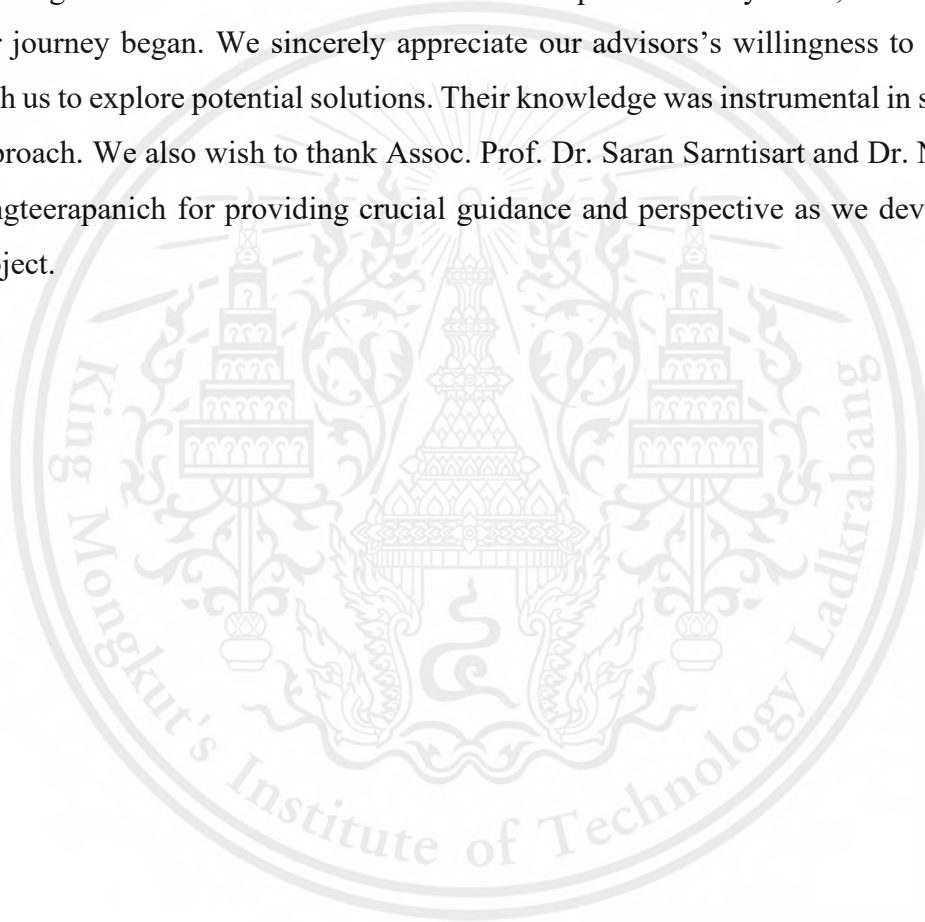 r journey began. We sincerely appreciate our advisors’s willingness to
h us to explore potential solutions. Their knowledge was instrumental in s
proach. We also wish to thank Assoc. Prof. Dr. Saran Sarntisart and Dr. N
ngteerapanich for providing crucial guidance and perspective as we dev
ject.
King Mongkut's Institute of Technology Ladkrabang